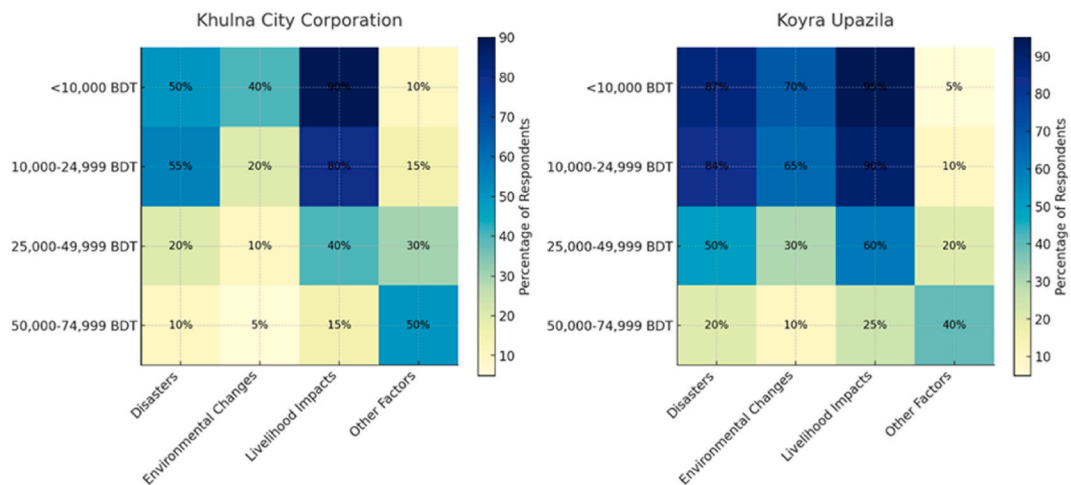 Khulna City Corporation
<10,000 BDT 50% 40% 90% 10%
10,000-24,999 BDT 55% 20% 80% 15%
25,000-49,999 BDT 20% 10% 40% 30%
50,000-74,999 BDT 10% 5% 15% 50%
Disasters
Environmental Changes
Livelihood Impacts
Other Factors
90
80
70
60
50
40
30
20
10
Percentage of Respondents
Koyra Upazila
<10,000 BDT 87% 70% 95% 5%
10,000-24,999 BDT 84% 65% 90% 10%
25,000-49,999 BDT 50% 30% 60% 20%
50,000-74,999 BDT 20% 10% 25% 40%
Disasters
Environmental Changes
Livelihood Impacts
Other Factors
90
80
70
60
50
40
30
20
10
Percentage of Respondents